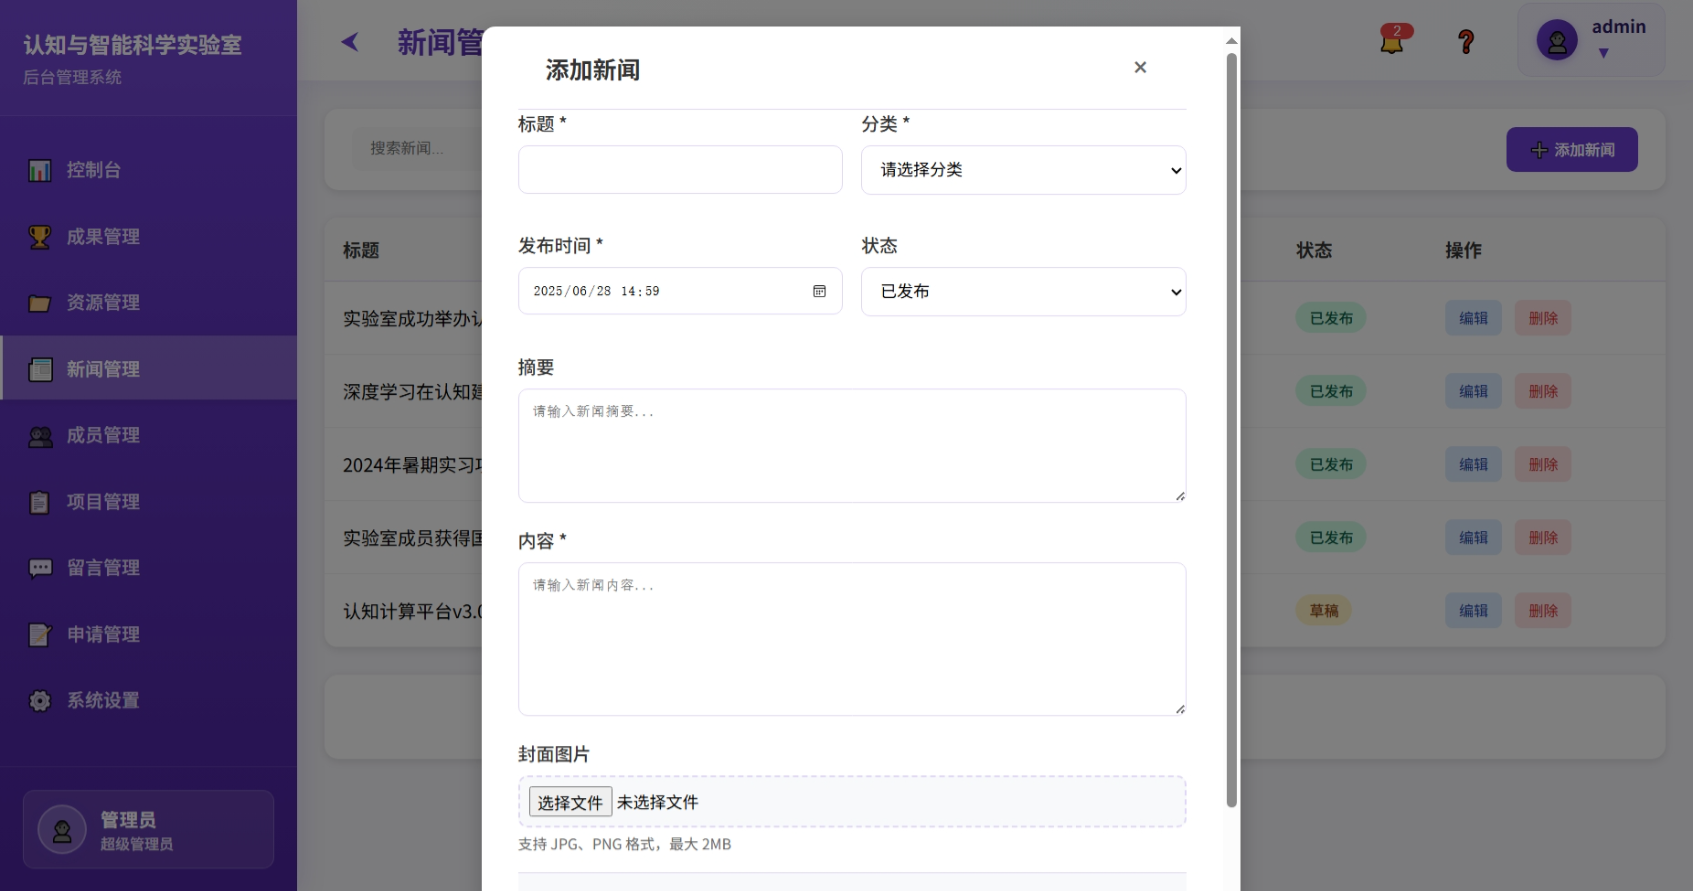 认知与智能科学实验室
后台管理系统
控制台
成果管理
资源管理
新闻管理
成员管理
项目管理
留言管理
申请管理
系统设置
管理员
超级管理员
新闻管
2
admin
搜索新闻...
添加新闻
标题
状态
操作
实验室成功举办
已发布
编辑
删除
深度学习在认知
已发布
编辑
删除
2024年暑期实习
已发布
编辑
删除
实验室成员获得
已发布
编辑
删除
认知计算平台v3.0
草稿
编辑
删除
添加新闻
×
标题 *
分类 *
请选择分类
发布时间 *
状态
2025/06/28 14:59
已发布
摘要
请输入新闻摘要...
内容 *
请输入新闻内容...
封面图片
选择文件 未选择文件
支持 JPG、PNG 格式，最大 2MB